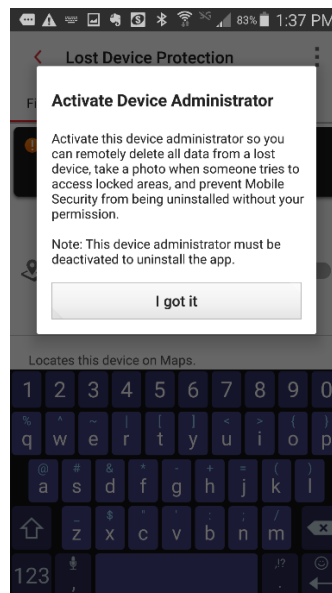 83% 1:37 PM
Lost Device Protection
Fi
Activate Device Administrator
Activate this device administrator so you
can remotely delete all data from a lost
device, take a photo when someone tries to
access locked areas, and prevent Mobile
Security from being uninstalled without your
permission.
Note: This device administrator must be
deactivated to uninstall the app.
I got it
Locates this device on Maps.
1 2 3 4 5 6 7 8 9 0
% ^ ~ | [ ] < > { }
q w e r t y u i o p
@ # & * - + = ( )
a s d f g h j k l
_ $ " ' : ; /
z x c v b n m
,!?
123 , .